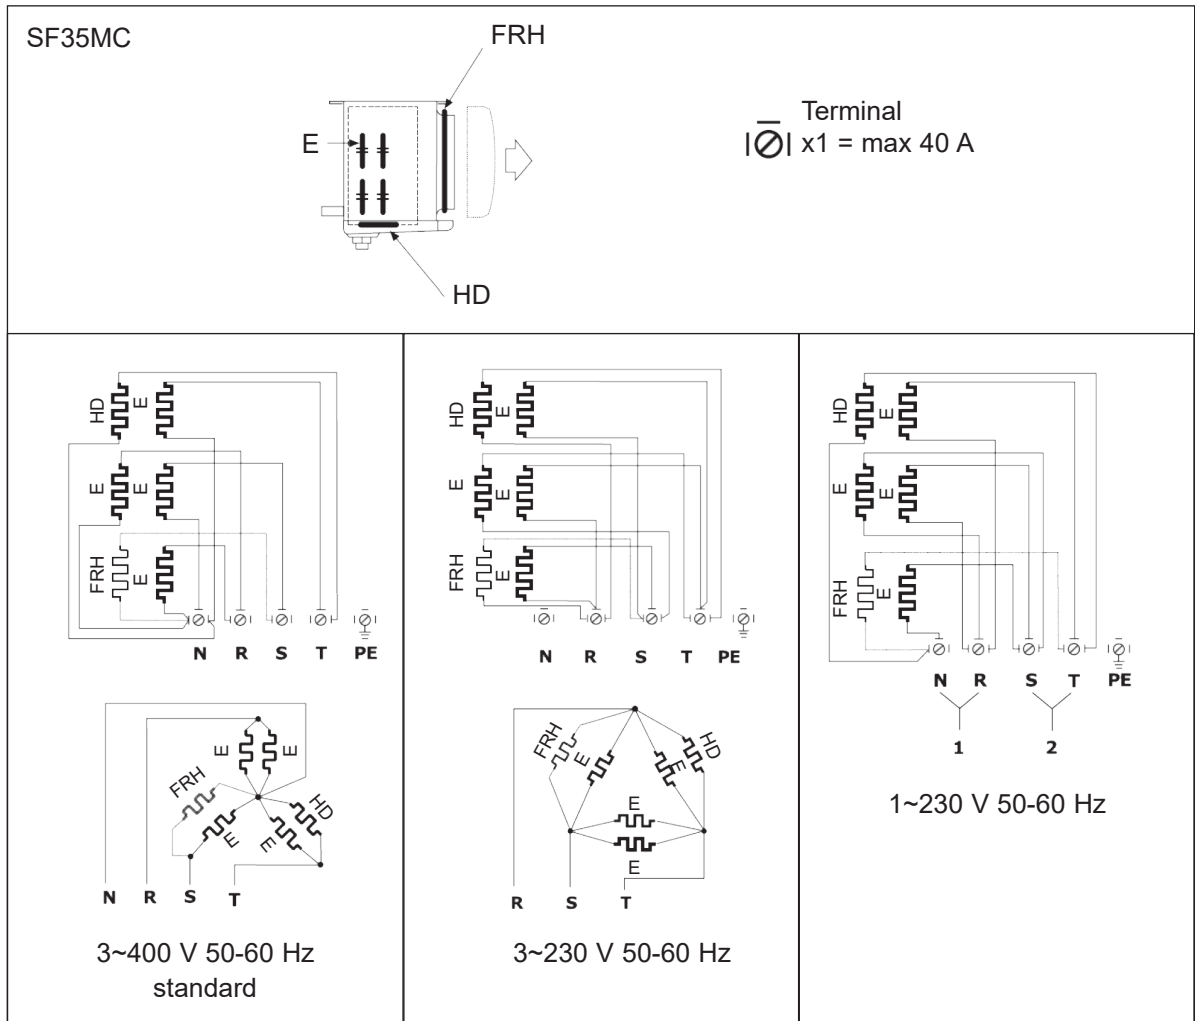 SF35MC
FRH
E
HD
Terminal
x1 = max 40 A
HD
E
E
E
FRH
E
N R S T PE
E
E
FRH
HD
E
E
N R S T
3~400 V 50-60 Hz
standard
HD
E
E
E
FRH
E
N R S T PE
FRH
E
E
HD
E
E
R S T
3~230 V 50-60 Hz
HD
E
E
E
FRH
E
N R S T PE
1 2
1~230 V 50-60 Hz